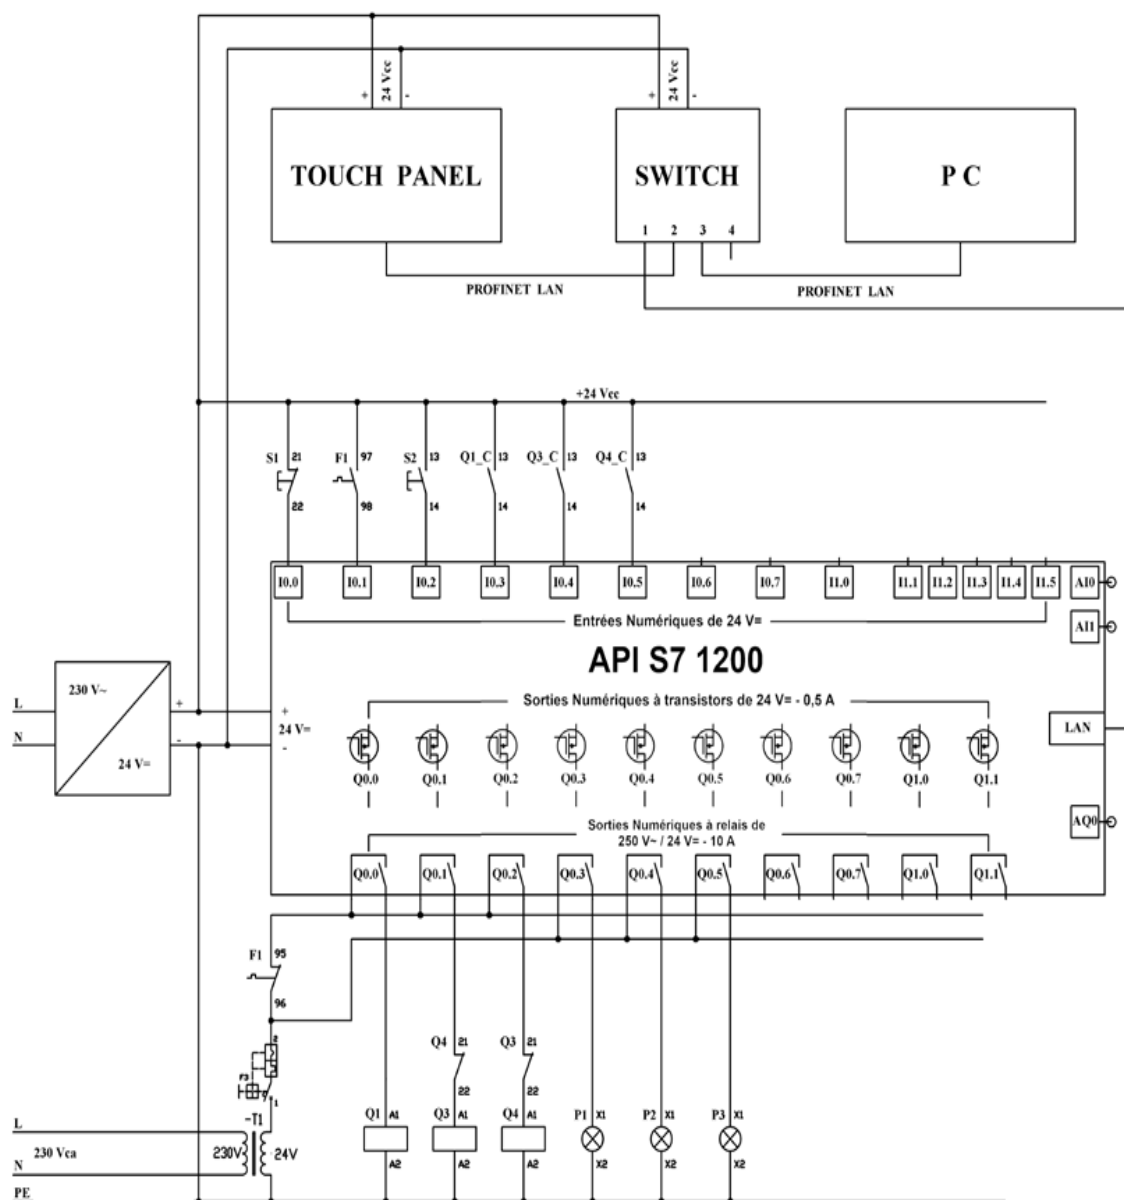 + 24 Vcc - + 24 Vcc -
TOUCH PANEL SWITCH P C
1 2 3 4
PROFINET LAN PROFINET LAN
+24 Vcc
S1 21 F1 97 S2 13 Q1_C 13 Q3_C 13 Q4_C 13
22 98 14 14 14 14
I0.0 I0.1 I0.2 I0.3 I0.4 I0.5 I0.6 I0.7 I1.0 I1.1 I1.2 I1.3 I1.4 I1.5 AI0
Entrées Numériques de 24 V= AI1
API S7 1200
230 V~
L + + Sorties Numériques à transistors de 24 V= - 0,5 A
24 V= LAN
N - -
24 V=
Q0.0 Q0.1 Q0.2 Q0.3 Q0.4 Q0.5 Q0.6 Q0.7 Q1.0 Q1.1
Sorties Numériques à relais de AQ0
250 V~ / 24 V= - 10 A
Q0.0 Q0.1 Q0.2 Q0.3 Q0.4 Q0.5 Q0.6 Q0.7 Q1.0 Q1.1
F1 95
96
2 Q4 21 Q3 21
F3 22 22
1
-T1 Q1 A1 Q3 A1 Q4 A1 P1 X1 P2 X1 P3 X1
L
230 Vca 230V 24V
N A2 A2 A2 X2 X2 X2
PE